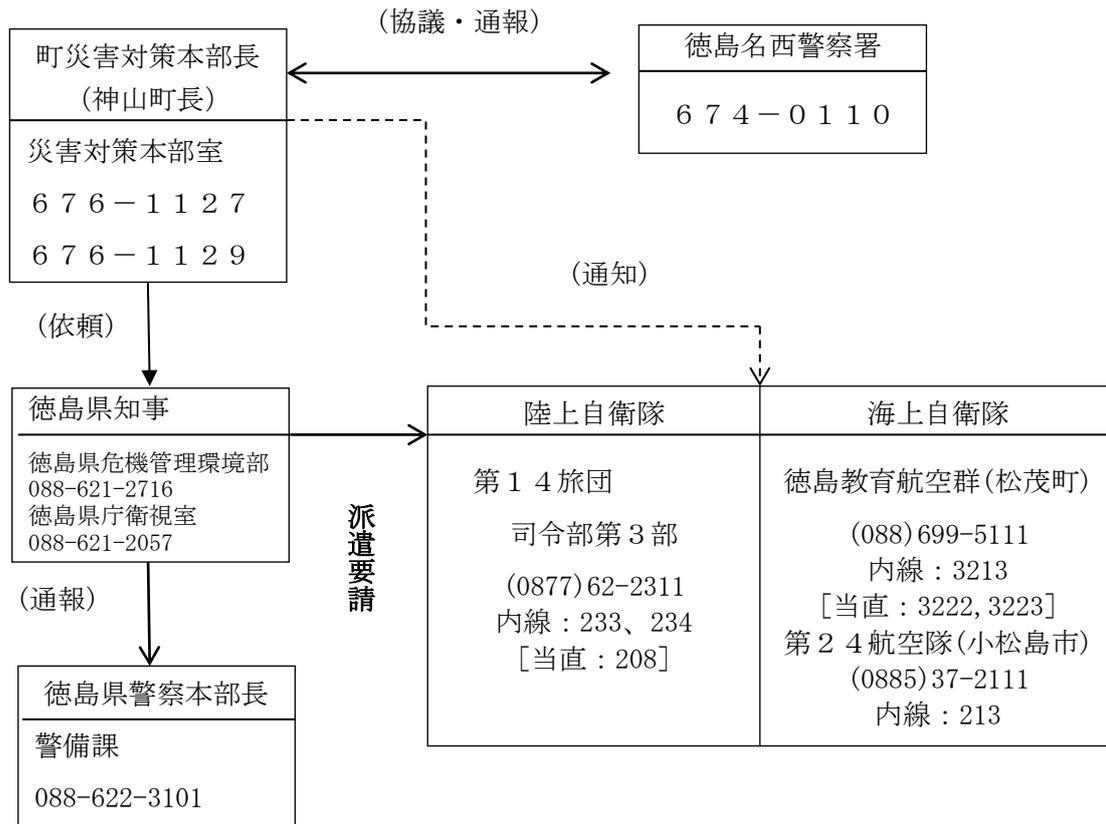 (協議・通報)
町災害対策本部長
(神山町長)
災害対策本部室
676-1127
676-1129
徳島名西警察署
674-0110
(通知)
(依頼)
徳島県知事
徳島県危機管理環境部
088-621-2716
徳島県庁衛視室
088-621-2057
派遣要請
陸上自衛隊
第14旅団
司令部第3部
(0877)62-2311
内線:233、234
[当直:208]
海上自衛隊
徳島教育航空群(松茂町)
(088)699-5111
内線:3213
[当直:3222,3223]
第24航空隊(小松島市)
(0885)37-2111
内線:213
(通報)
徳島県警察本部長
警備課
088-622-3101